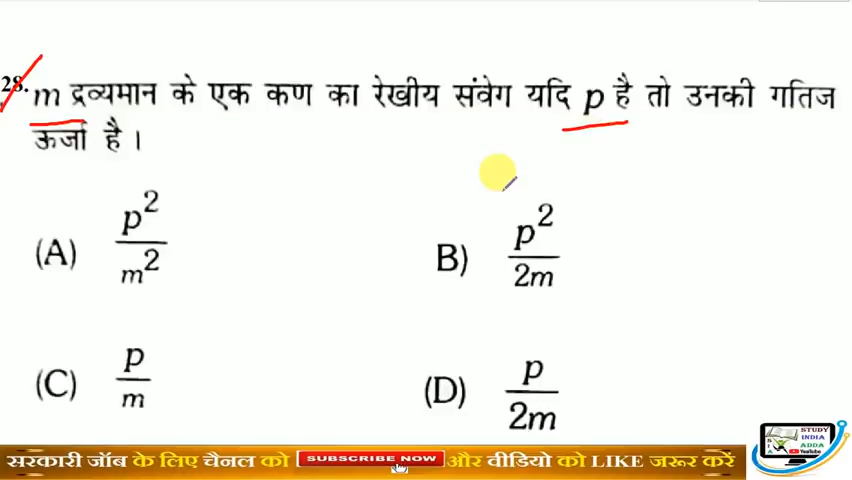 28. m द्रव्यमान के एक कण का रेखीय संवेग यदि p है तो उनकी गतिज
ऊर्जा है।
(A) p²/m²
B) p²/2m
(C) p/m
(D) p/2m
STUDY
INDIA
ADDA
YouTube
सरकारी जॉब के लिए चैनल को SUBSCRIBE NOW और वीडियो को LIKE जरूर करें